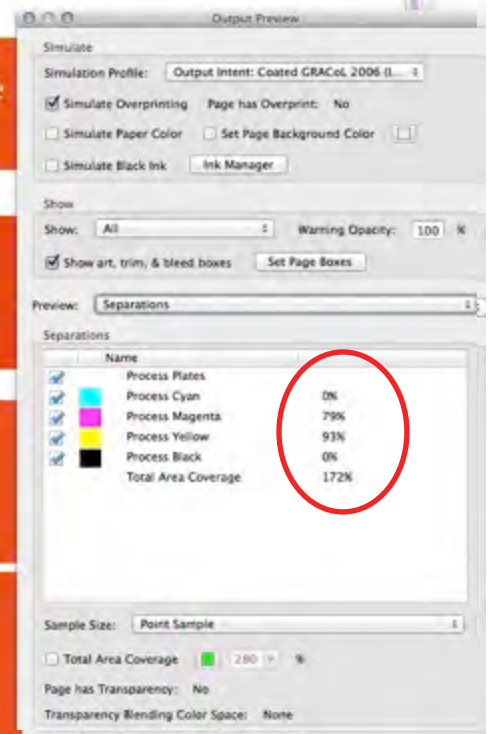 Output Preview
Simulate
Simulation Profile: Output Intent: Coated GRACoL 2006 (I...
Simulate Overprinting Page has Overprint: No
Simulate Paper Color Set Page Background Color
Simulate Black Ink Ink Manager
Show
Show: All Warning Opacity: 100 %
Show art, trim, & bleed boxes Set Page Boxes
Preview: Separations
Separations
Name
Process Plates
Process Cyan 0%
Process Magenta 79%
Process Yellow 93%
Process Black 0%
Total Area Coverage 172%
Sample Size: Point Sample
Total Area Coverage 280 %
Page has Transparency: No
Transparency Blending Color Space: None